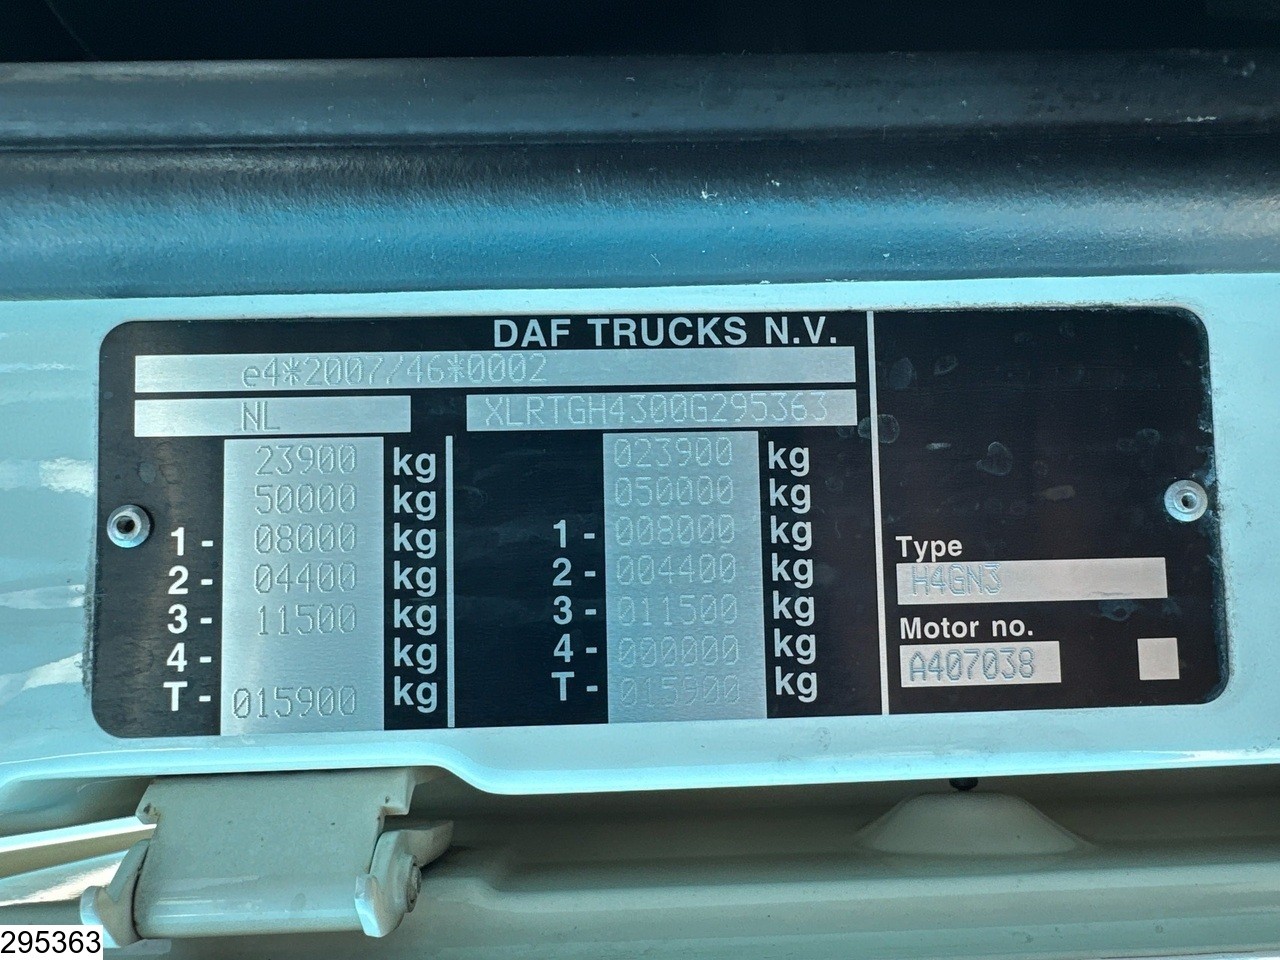 DAF TRUCKS N.V.
e4*2007/46*0002
NL XLRTGH4300G295363
23900 kg 023900 kg
50000 kg 050000 kg
1 - 08000 kg 1 - 008000 kg
2 - 04400 kg 2 - 004400 kg
3 - 11500 kg 3 - 011500 kg
4 - kg 4 - 000000 kg
T - 015900 kg T - 015900 kg
Type
H4GN3
Motor no.
A407038
295363